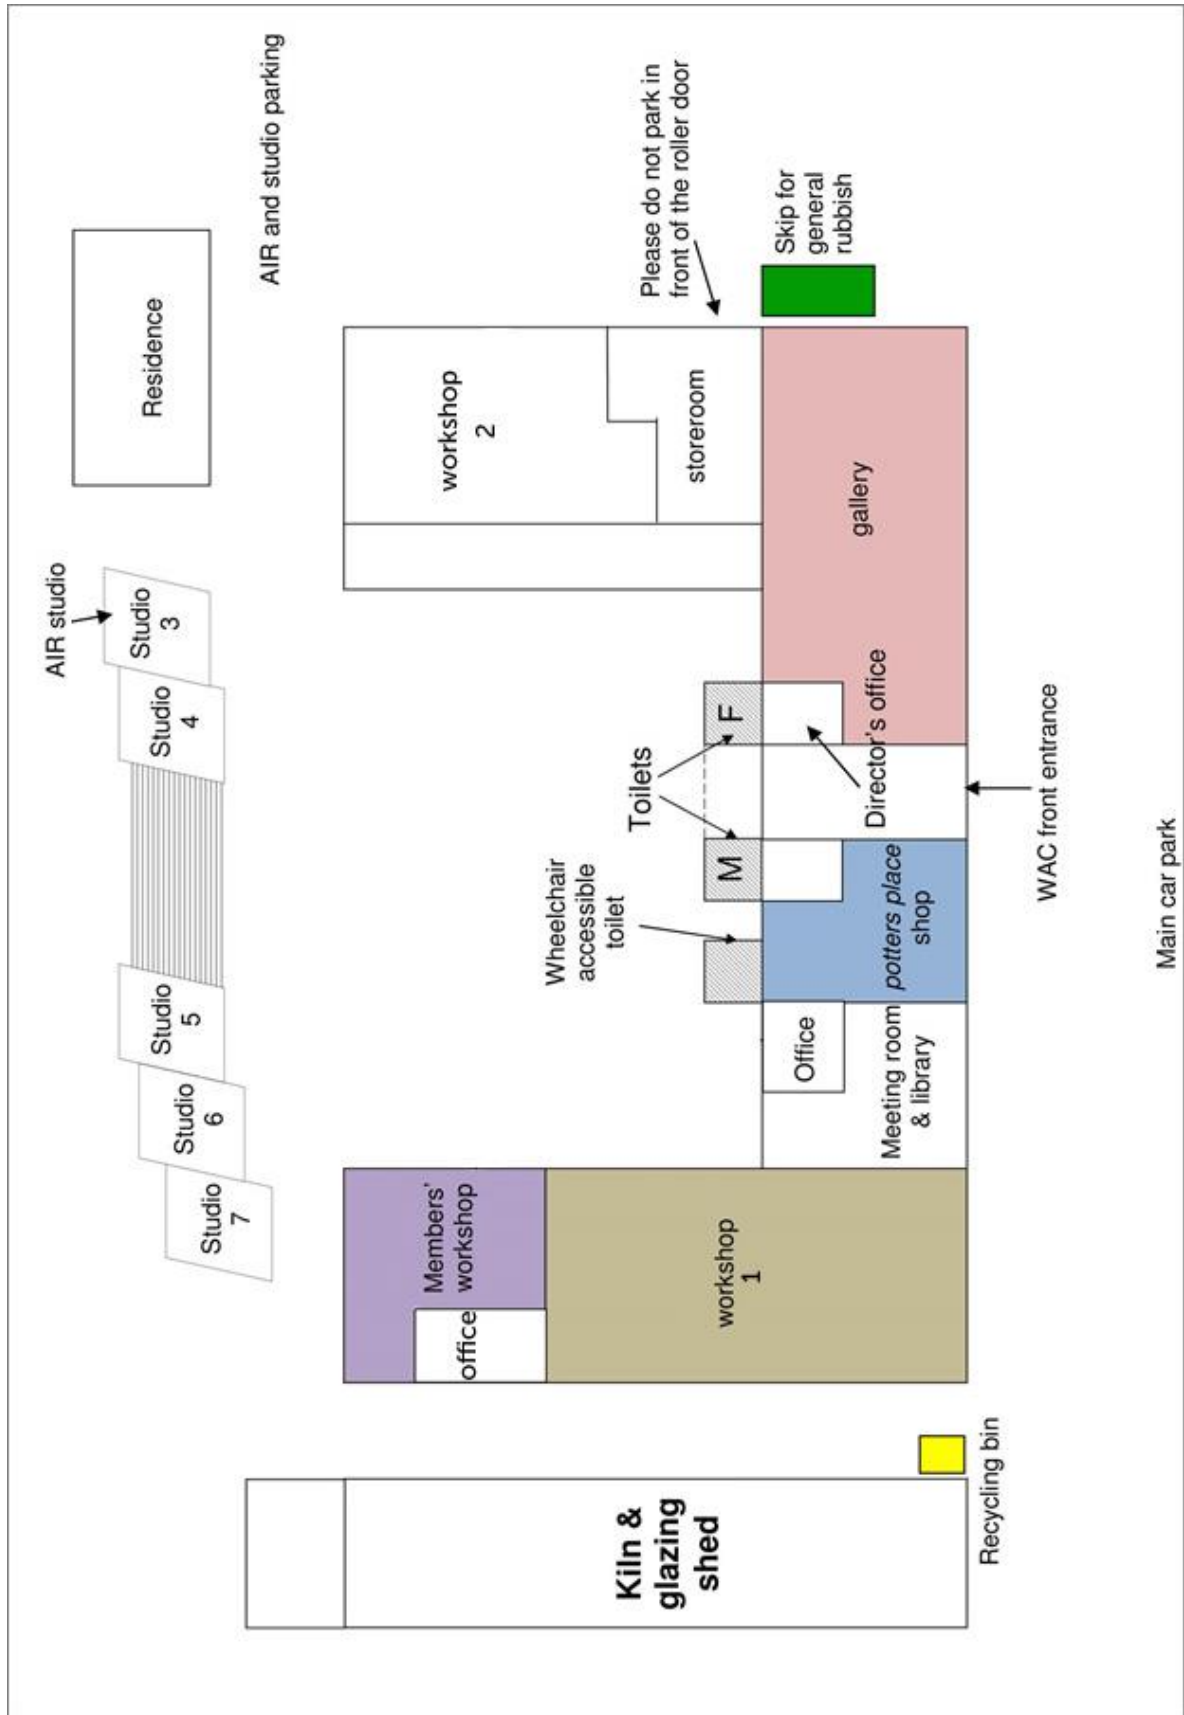 AIR studio
Studio
7
Studio
6
Studio
5
Studio
4
Studio
3
Residence
AIR and studio parking
office
Members'
workshop
workshop
2
Kiln &
glazing
shed
workshop
1
Wheelchair
accessible
toilet
Toilets
M
F
storeroom
Please do not park in
front of the roller door
Skip for
general
rubbish
Office
Meeting room
& library
potters place
shop
Director's office
gallery
Recycling bin
WAC front entrance
Main car park